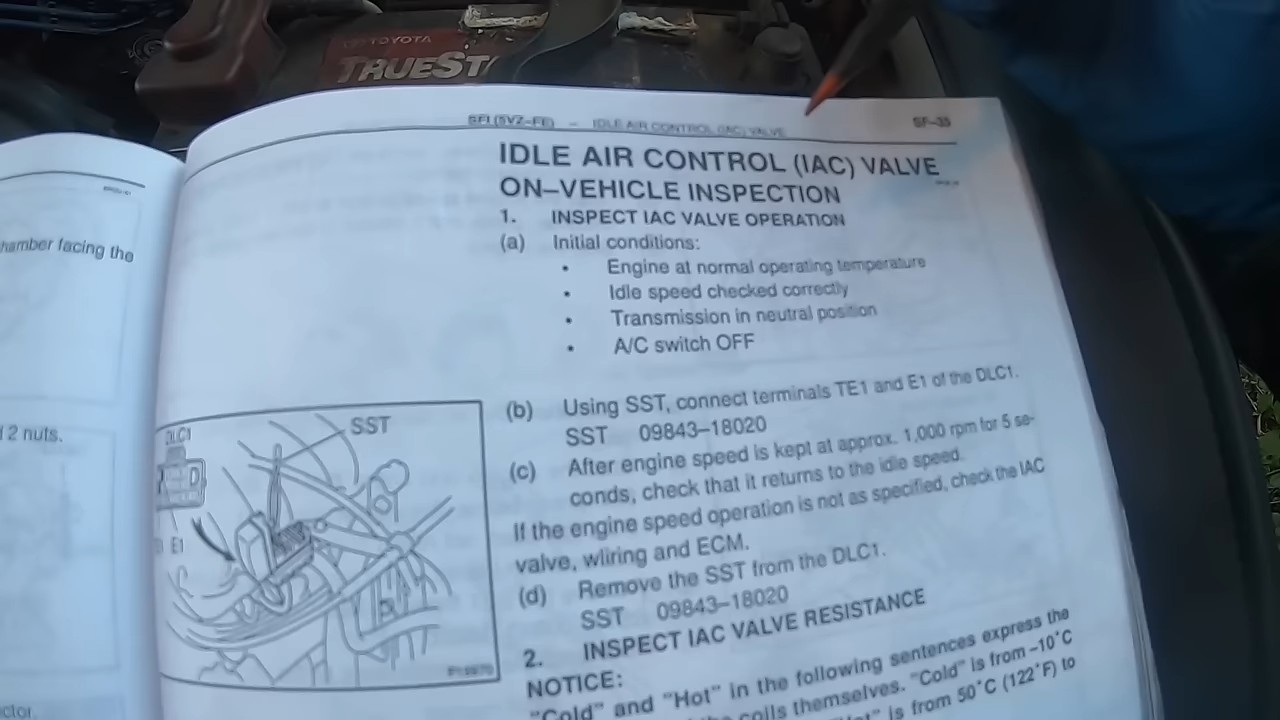 TOYOTA
TRUEST
SFI (5VZ-FE) – IDLE AIR CONTROL (IAC) VALVE
SF-35
IDLE AIR CONTROL (IAC) VALVE
ON–VEHICLE INSPECTION
1. INSPECT IAC VALVE OPERATION
(a) Initial conditions:
• Engine at normal operating temperature
• Idle speed checked correctly
• Transmission in neutral position
• A/C switch OFF
(b) Using SST, connect terminals TE1 and E1 of the DLC1.
SST 09843–18020
(c) After engine speed is kept at approx. 1,000 rpm for 5 se-
conds, check that it returns to the idle speed.
If the engine speed operation is not as specified, check the IAC
valve, wliring and ECM.
(d) Remove the SST from the DLC1.
SST 09843–18020
2. INSPECT IAC VALVE RESISTANCE
NOTICE:
"Cold" and "Hot" in the following sentences express the
the coils themselves. "Cold" is from –10°C
is from 50°C (122°F) to
hamber facing the
2 nuts.
ctor.
DLC1
SST
E1